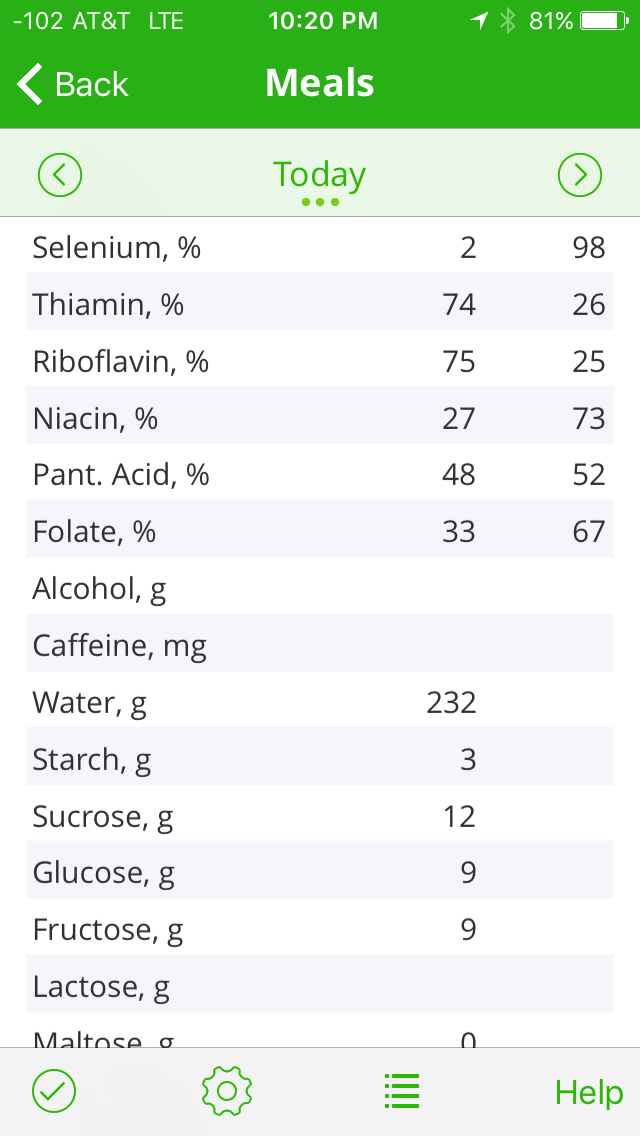 -102 AT&T LTE 10:20 PM 81%
Back Meals
Today
Selenium, % 2 98
Thiamin, % 74 26
Riboflavin, % 75 25
Niacin, % 27 73
Pant. Acid, % 48 52
Folate, % 33 67
Alcohol, g
Caffeine, mg
Water, g 232
Starch, g 3
Sucrose, g 12
Glucose, g 9
Fructose, g 9
Lactose, g
Maltose, g 0
Help